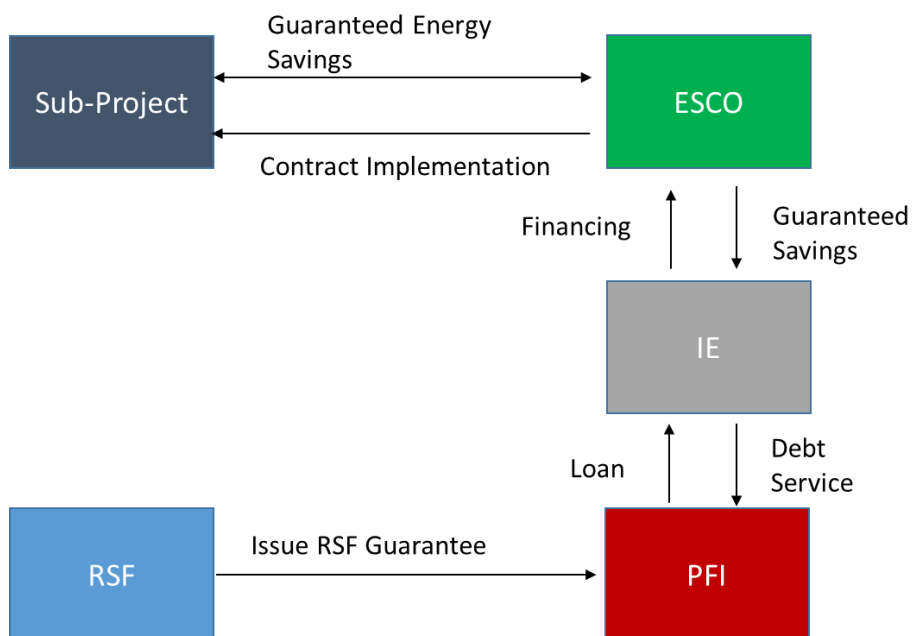 Guaranteed Energy
Savings
Sub-Project
ESCO
Contract Implementation
Financing
Guaranteed
Savings
IE
Loan
Debt
Service
Issue RSF Guarantee
RSF
PFI